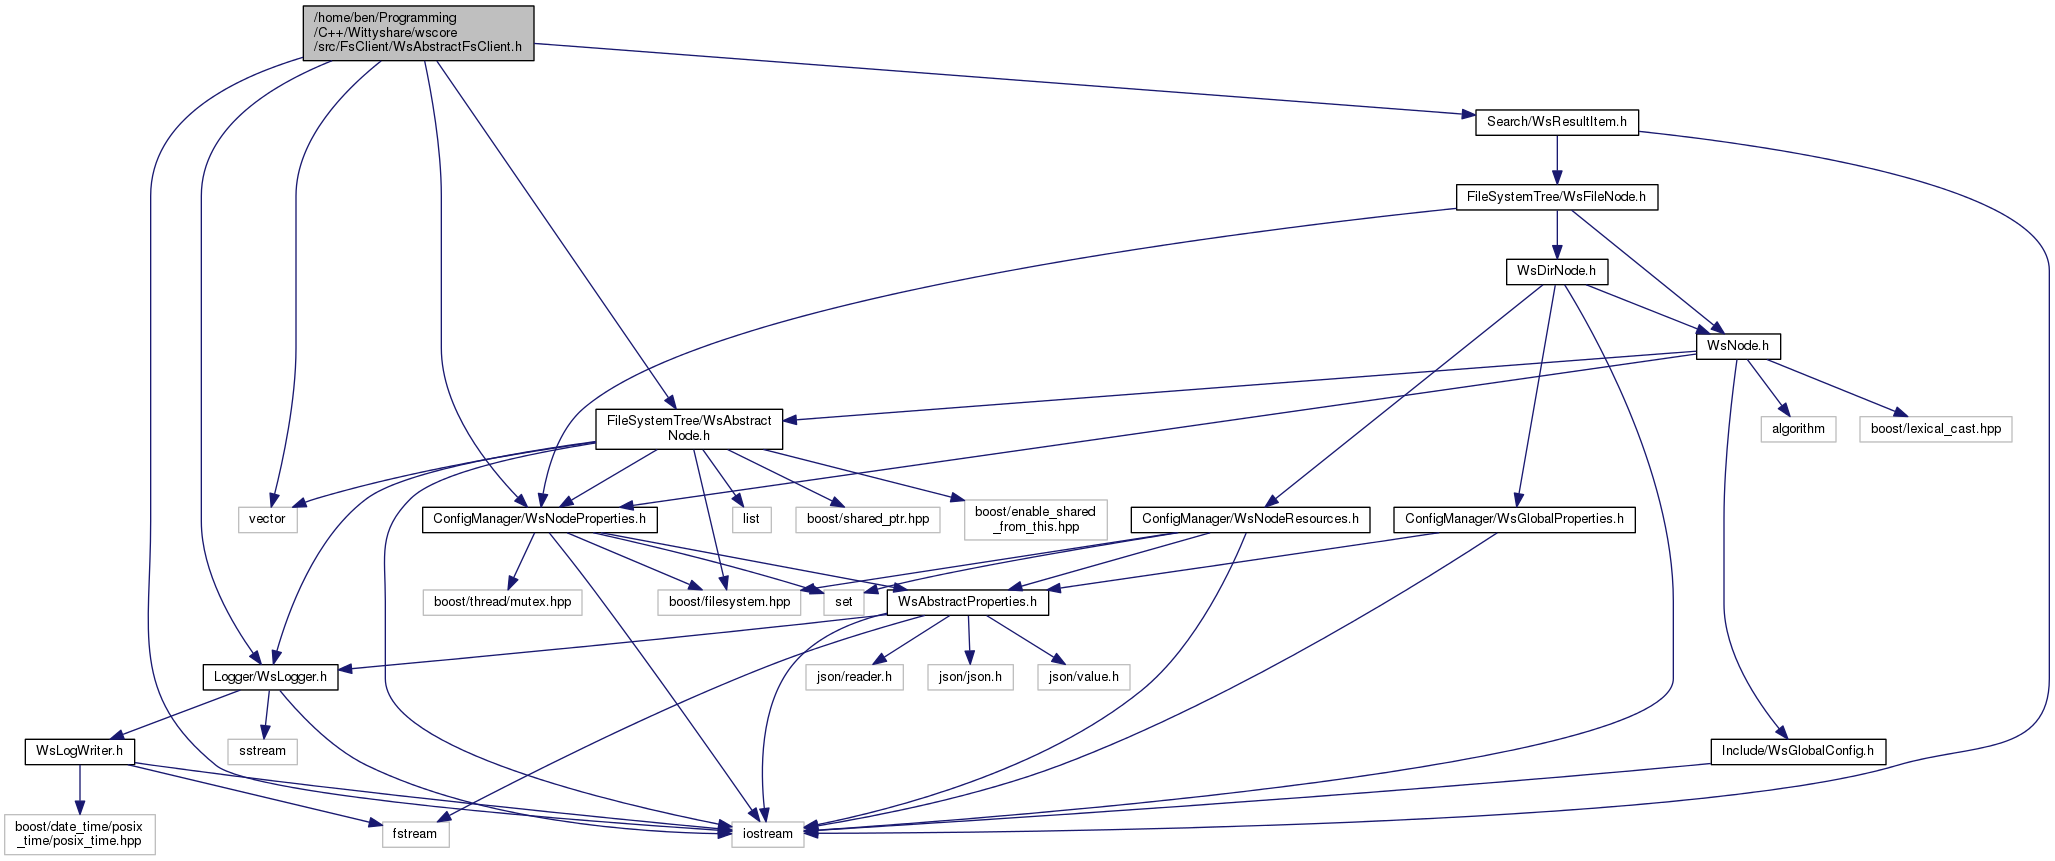 /home/ben/Programming
/C++/Wittyshare/wscore
/src/FsClient/WsAbstractFsClient.h
Search/WsResultItem.h
FileSystemTree/WsFileNode.h
WsDirNode.h
WsNode.h
FileSystemTree/WsAbstract
Node.h
algorithm
boost/lexical_cast.hpp
vector
ConfigManager/WsNodeProperties.h
list
boost/shared_ptr.hpp
boost/enable_shared
_from_this.hpp
ConfigManager/WsNodeResources.h
ConfigManager/WsGlobalProperties.h
boost/thread/mutex.hpp
boost/filesystem.hpp
set
WsAbstractProperties.h
Logger/WsLogger.h
json/reader.h
json/json.h
json/value.h
WsLogWriter.h
sstream
Include/WsGlobalConfig.h
boost/date_time/posix
_time/posix_time.hpp
fstream
iostream